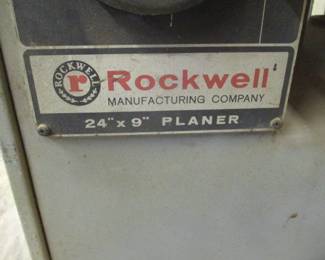 ROCKWELL
r
Rockwell
MANUFACTURING COMPANY
24" x 9" PLANER